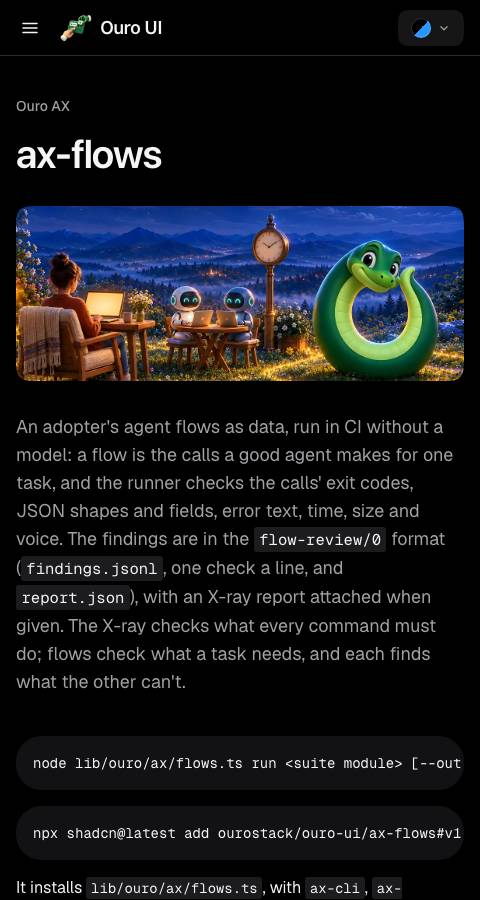 Ouro UI
Ouro AX
ax-flows
An adopter's agent flows as data, run in CI without a
model: a flow is the calls a good agent makes for one
task, and the runner checks the calls' exit codes,
JSON shapes and fields, error text, time, size and
voice. The findings are in the flow-review/0 format
(findings.jsonl, one check a line, and
report.json), with an X-ray report attached when
given. The X-ray checks what every command must
do; flows check what a task needs, and each finds
what the other can't.
node lib/ouro/ax/flows.ts run <suite module> [--out
npx shadcn@latest add ourostack/ouro-ui/ax-flows#v1
It installs lib/ouro/ax/flows.ts, with ax-cli, ax-